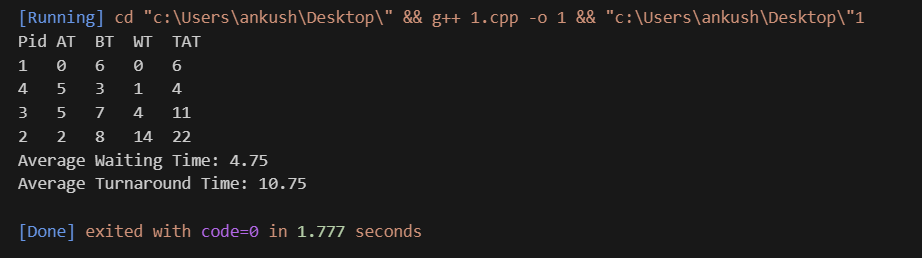 [Running] cd "c:\Users\ankush\Desktop\" && g++ 1.cpp -o 1 && "c:\Users\ankush\Desktop\"1
Pid AT BT WT TAT
1 0 6 0 6
4 5 3 1 4
3 5 7 4 11
2 2 8 14 22
Average Waiting Time: 4.75
Average Turnaround Time: 10.75
[Done] exited with code=0 in 1.777 seconds